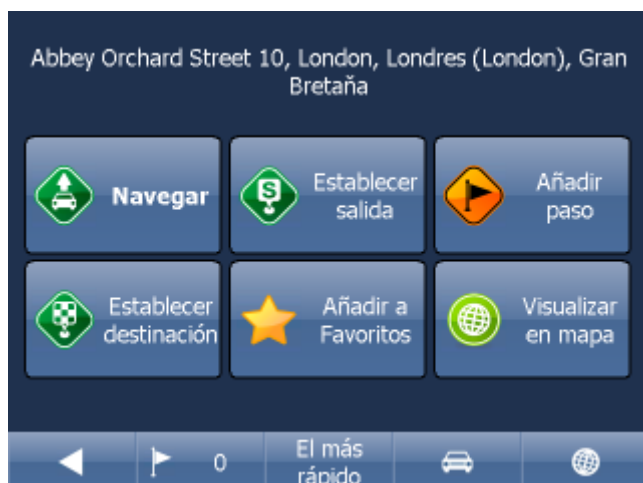 Abbey Orchard Street 10, London, Londres (London), Gran
Bretaña
Navegar
Establecer
salida
Añadir
paso
Establecer
destinación
Añadir a
Favoritos
Visualizar
en mapa
0
El más
rápido